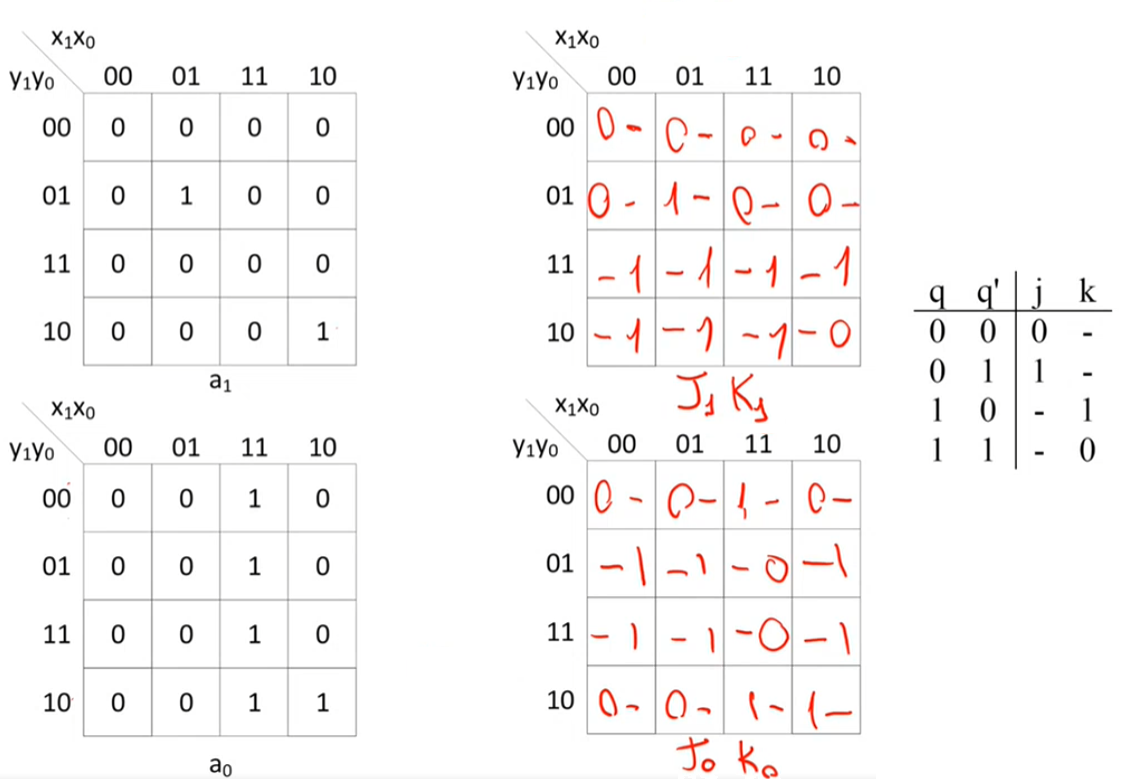 x₁x₀
y₁y₀ 00 01 11 10
00 0 0 0 0
01 0 1 0 0
11 0 0 0 0
10 0 0 0 1
a₁
x₁x₀
y₁y₀ 00 01 11 10
00 0 - 0 - 0 - 0 -
01 0 - 1 - 0 - 0 -
11 - 1 - 1 - 1 - 1
10 - 1 - 1 - 1 - 0
J₁ K₁
q q' j k
0 0 0 -
0 1 1 -
1 0 - 1
1 1 - 0
x₁x₀
y₁y₀ 00 01 11 10
00 0 0 1 0
01 0 0 1 0
11 0 0 1 0
10 0 0 1 1
a₀
x₁x₀
y₁y₀ 00 01 11 10
00 0 - 0 - 1 - 0 -
01 - 1 - 1 - 0 - 1
11 - 1 - 1 - 0 - 1
10 0 - 0 - 1 - 1 -
J₀ K₀